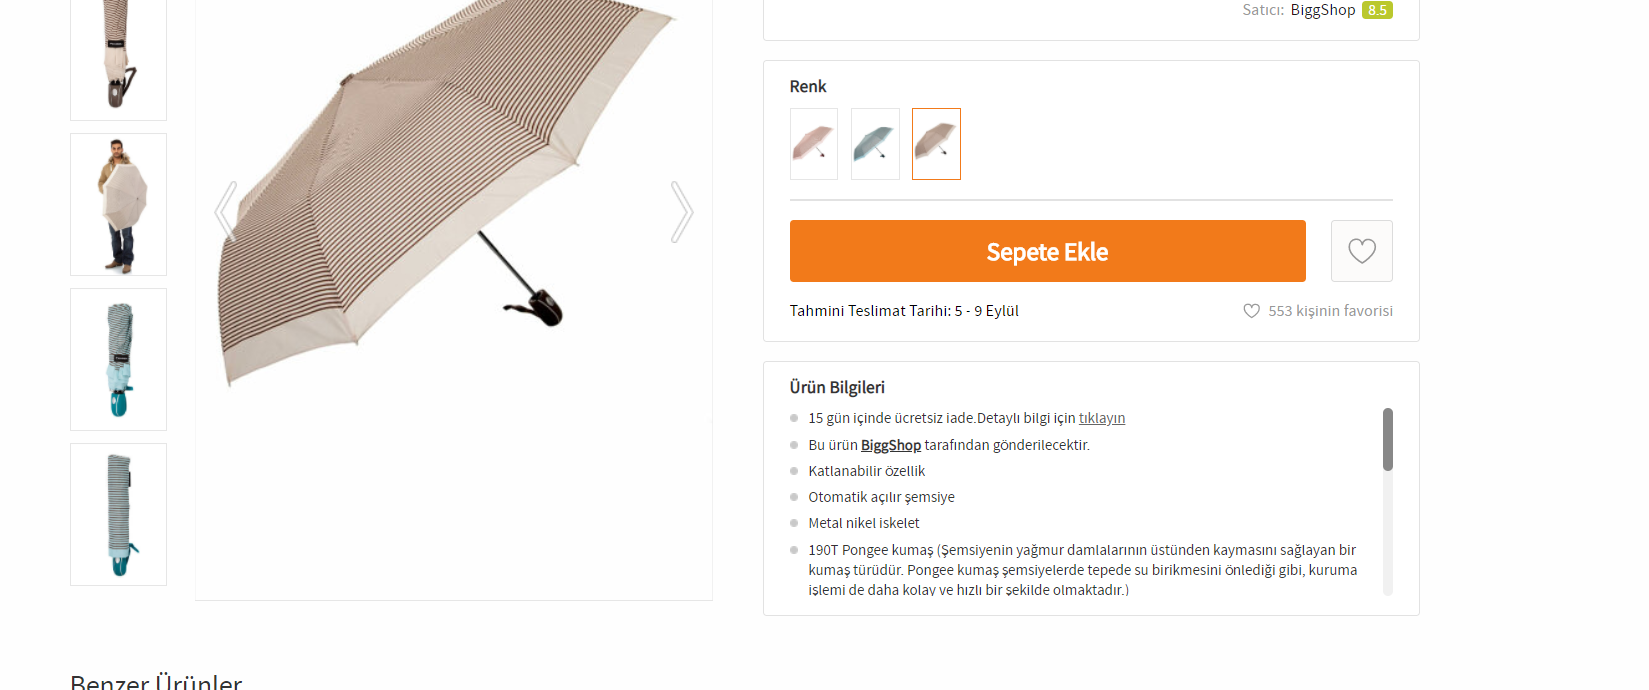 Satıcı: BiggShop 8.5
Renk
Sepete Ekle
Tahmini Teslimat Tarihi: 5 - 9 Eylül
553 kişinin favorisi
Ürün Bilgileri
15 gün içinde ücretsiz iade.Detaylı bilgi için tıklayın
Bu ürün BiggShop tarafından gönderilecektir.
Katlanabilir özellik
Otomatik açılır şemsiye
Metal nikel iskelet
190T Pongee kumaş (Şemsiyenin yağmur damlalarının üstünden kaymasını sağlayan bir
kumaş türüdür. Pongee kumaş şemsiyelerde tepede su birikmesini önlediği gibi, kuruma
işlemi de daha kolay ve hızlı bir şekilde olmaktadır.)
Benzer Ürünler